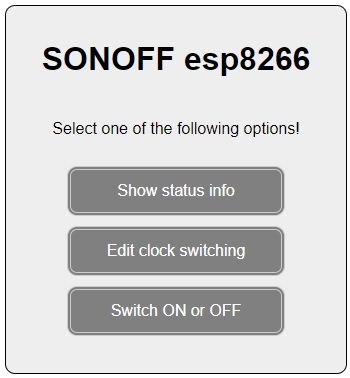 SONOFF esp8266
Select one of the following options!
Show status info
Edit clock switching
Switch ON or OFF